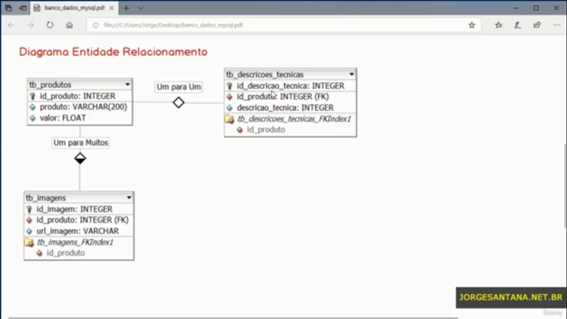 banco_dados_mysql.pdf
file:///C:/Users/Jorge/Desktop/banco_dados_mysql.pdf
Diagrama Entidade Relacionamento
tb_produtos
id_produto: INTEGER
produto: VARCHAR(200)
valor: FLOAT
Um para Um
tb_descricoes_tecnicas
id_descricao_tecnica: INTEGER
id_produto: INTEGER (FK)
descricao_tecnica: INTEGER
tb_descricoes_tecnicas_FKIndex1
id_produto
Um para Muitos
tb_imagens
id_imagem: INTEGER
id_produto: INTEGER (FK)
url_imagem: VARCHAR
tb_imagens_FKIndex1
id_produto
JORGESANTANA.NET.BR
Udemy